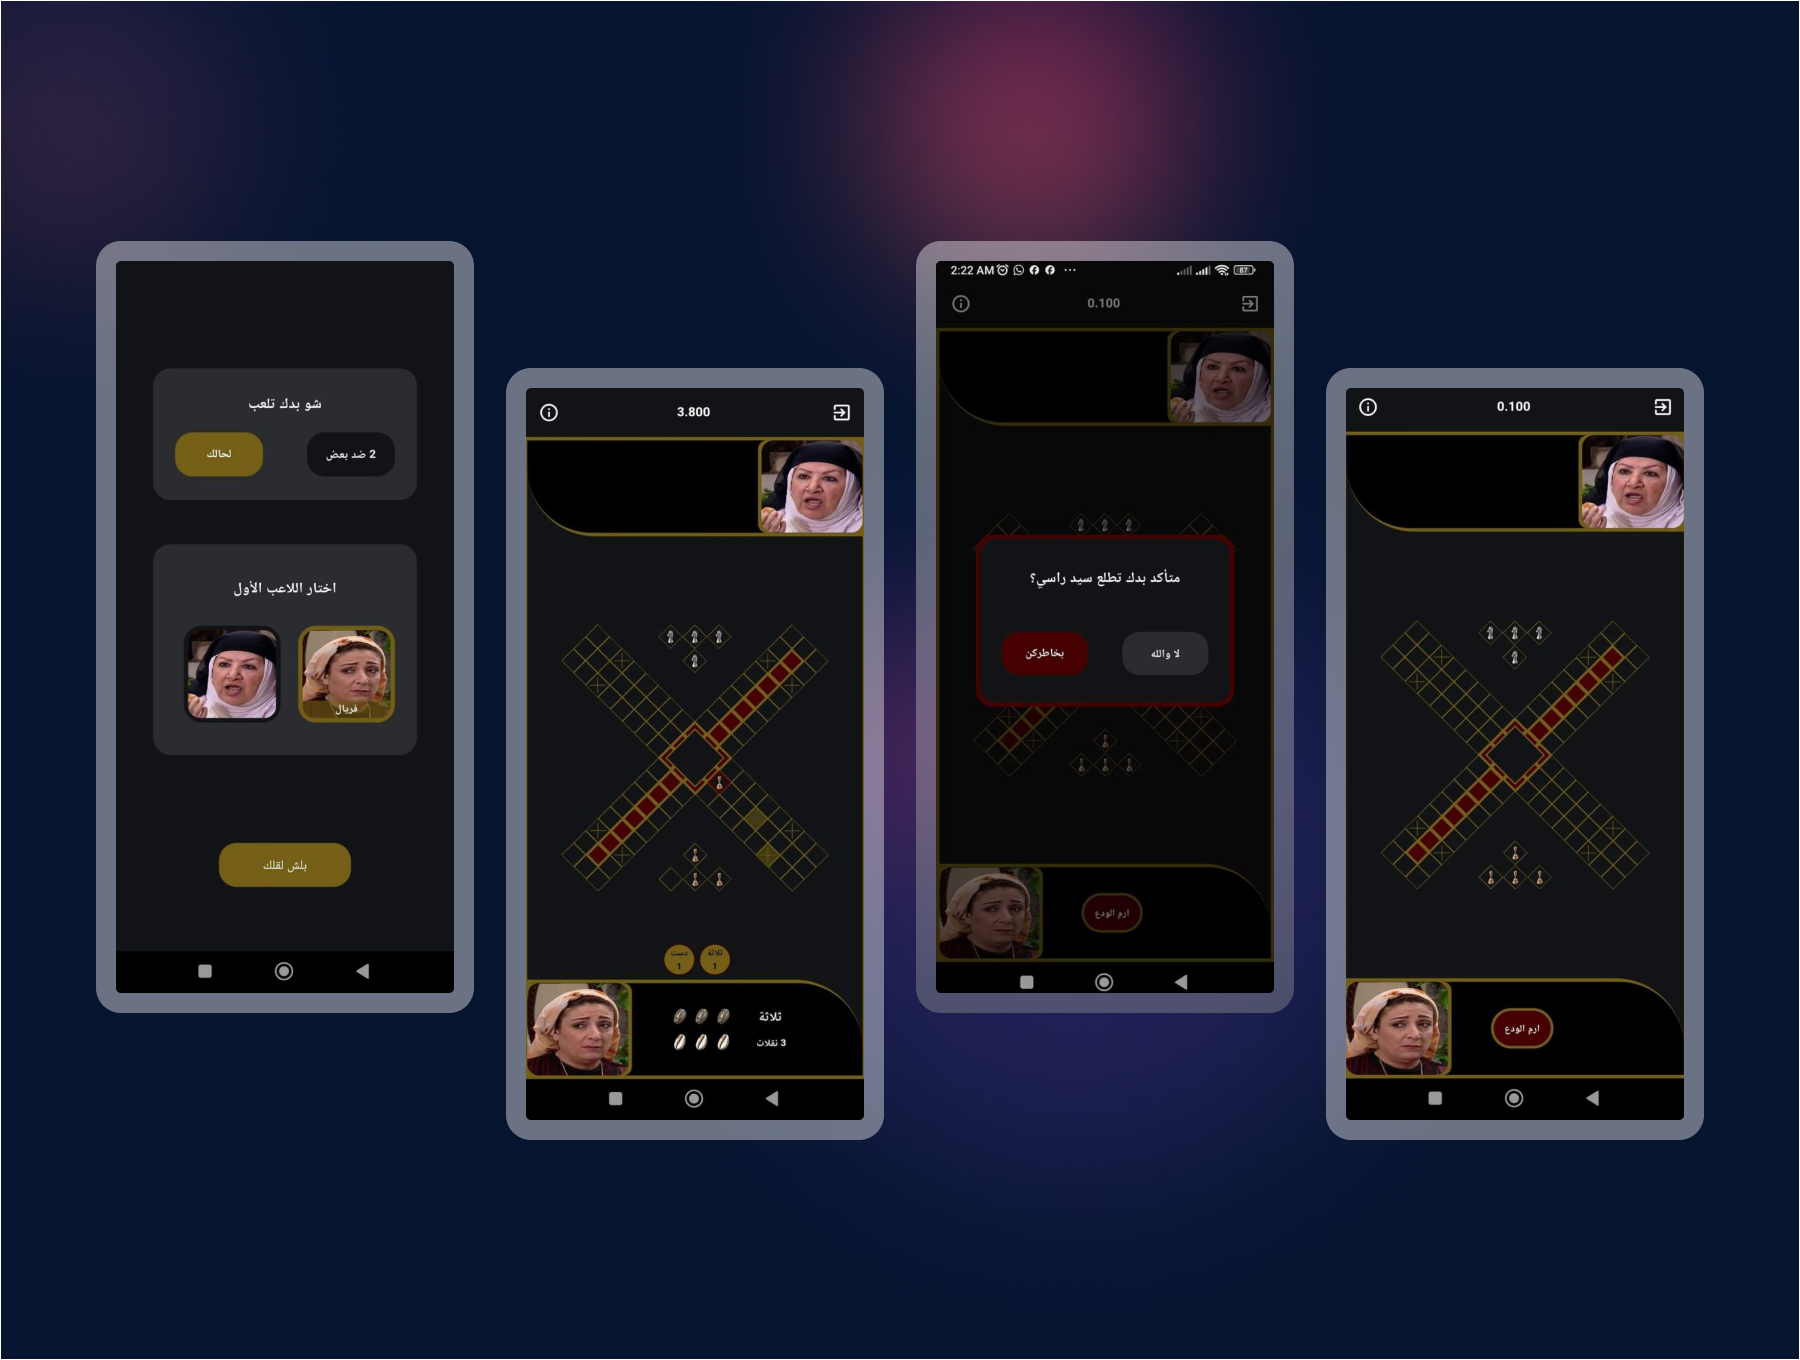 شو بدك تلعب
2 ضد بعض
لحالك
اختار اللاعب الأول
فريال
بلش لقلك
3.800
دست
1
ثلاثة
1
ثلاثة
3 نقلات
2:22 AM
87
0.100
متأكد بدك تطلع سيد راسي؟
لا والله
بخاطركن
ارم الودع
0.100
ارم الودع